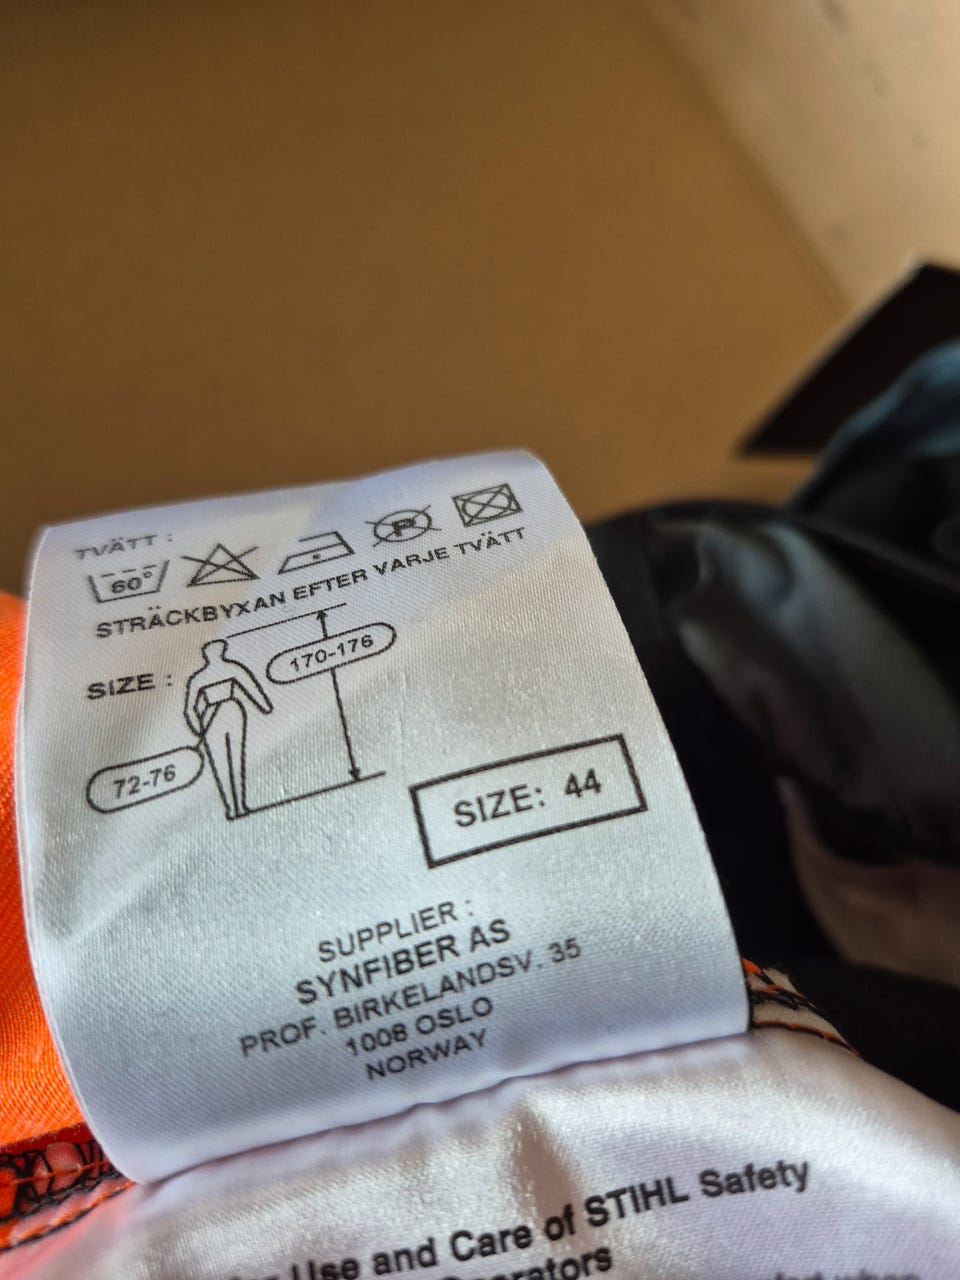 TVÄTT :
60°
P
STRÄCKBYXAN EFTER VARJE TVÄTT
170-176
SIZE :
72-76
SIZE: 44
SUPPLIER :
SYNFIBER AS
PROF. BIRKELANDSV. 35
1008 OSLO
NORWAY
Use and Care of STIHL Safety
Operators